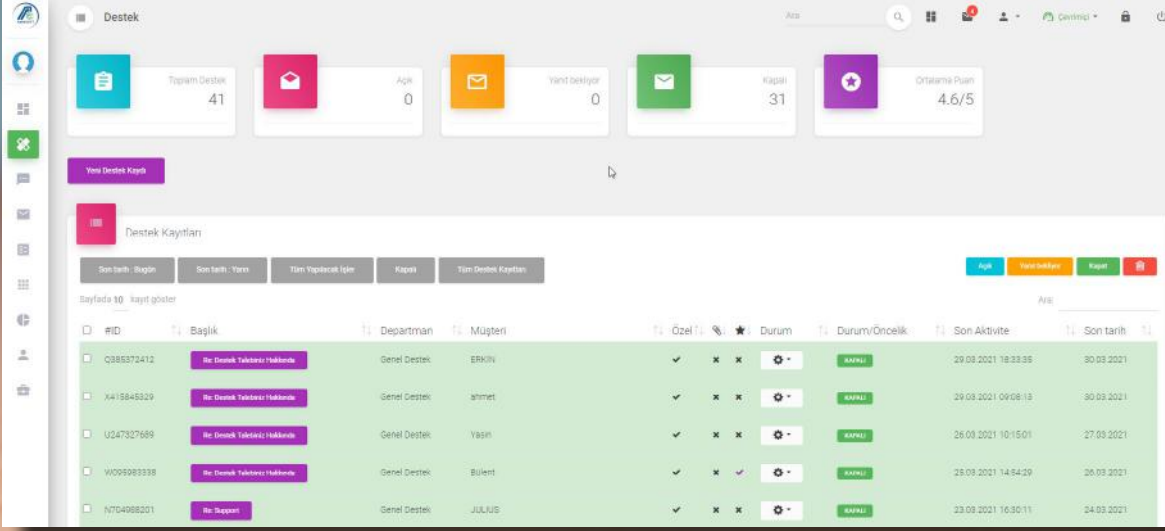 Destek
Ara
4
Çevrimiçi
Toplam Destek
41
Açık
0
Yanıt bekliyor
0
Kapalı
31
Ortalama Puan
4.6/5
Yeni Destek Kaydı
Destek Kayıtları
Son tarih : Bugün Son tarih : Yarın Tüm Yapılacak İşler Kapalı Tüm Destek Kayıtları
Açık Yanıt bekliyor Kapat
Sayfada 10 kayıt göster
Ara:
#ID Başlık Departman Müşteri Özel Durum Durum/Öncelik Son Aktivite Son tarih
Q385372412 Re: Destek Talebiniz Hakkında Genel Destek ERKIN KAPALI 29.03.2021 18:33:35 30.03.2021
X415845329 Re: Destek Talebiniz Hakkında Genel Destek ahmet KAPALI 29.03.2021 09:08:13 30.03.2021
U247327689 Re: Destek Talebiniz Hakkında Genel Destek Yasin KAPALI 26.03.2021 10:15:01 27.03.2021
W095983338 Re: Destek Talebiniz Hakkında Genel Destek Bülent KAPALI 25.03.2021 14:54:29 26.03.2021
N704988201 Re: Support Genel Destek JULIUS KAPALI 23.03.2021 16:30:11 24.03.2021